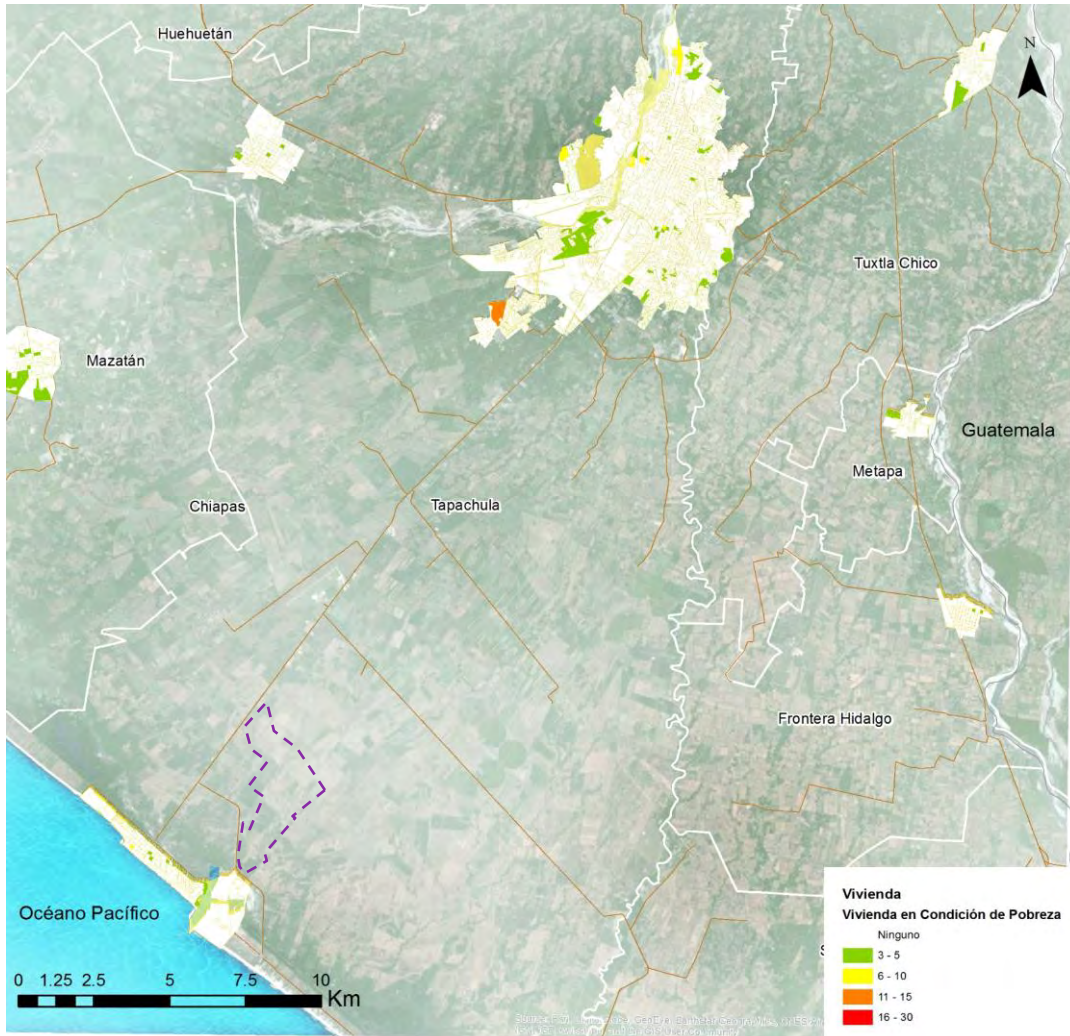 Huehuetán
N
Tuxtla Chico
Mazatán
Guatemala
Metapa
Chiapas
Tapachula
Frontera Hidalgo
Océano Pacífico
0 1.25 2.5 5 7.5 10
Km
Vivienda
Vivienda en Condición de Pobreza
Ninguno
3 - 5
6 - 10
11 - 15
16 - 30
S